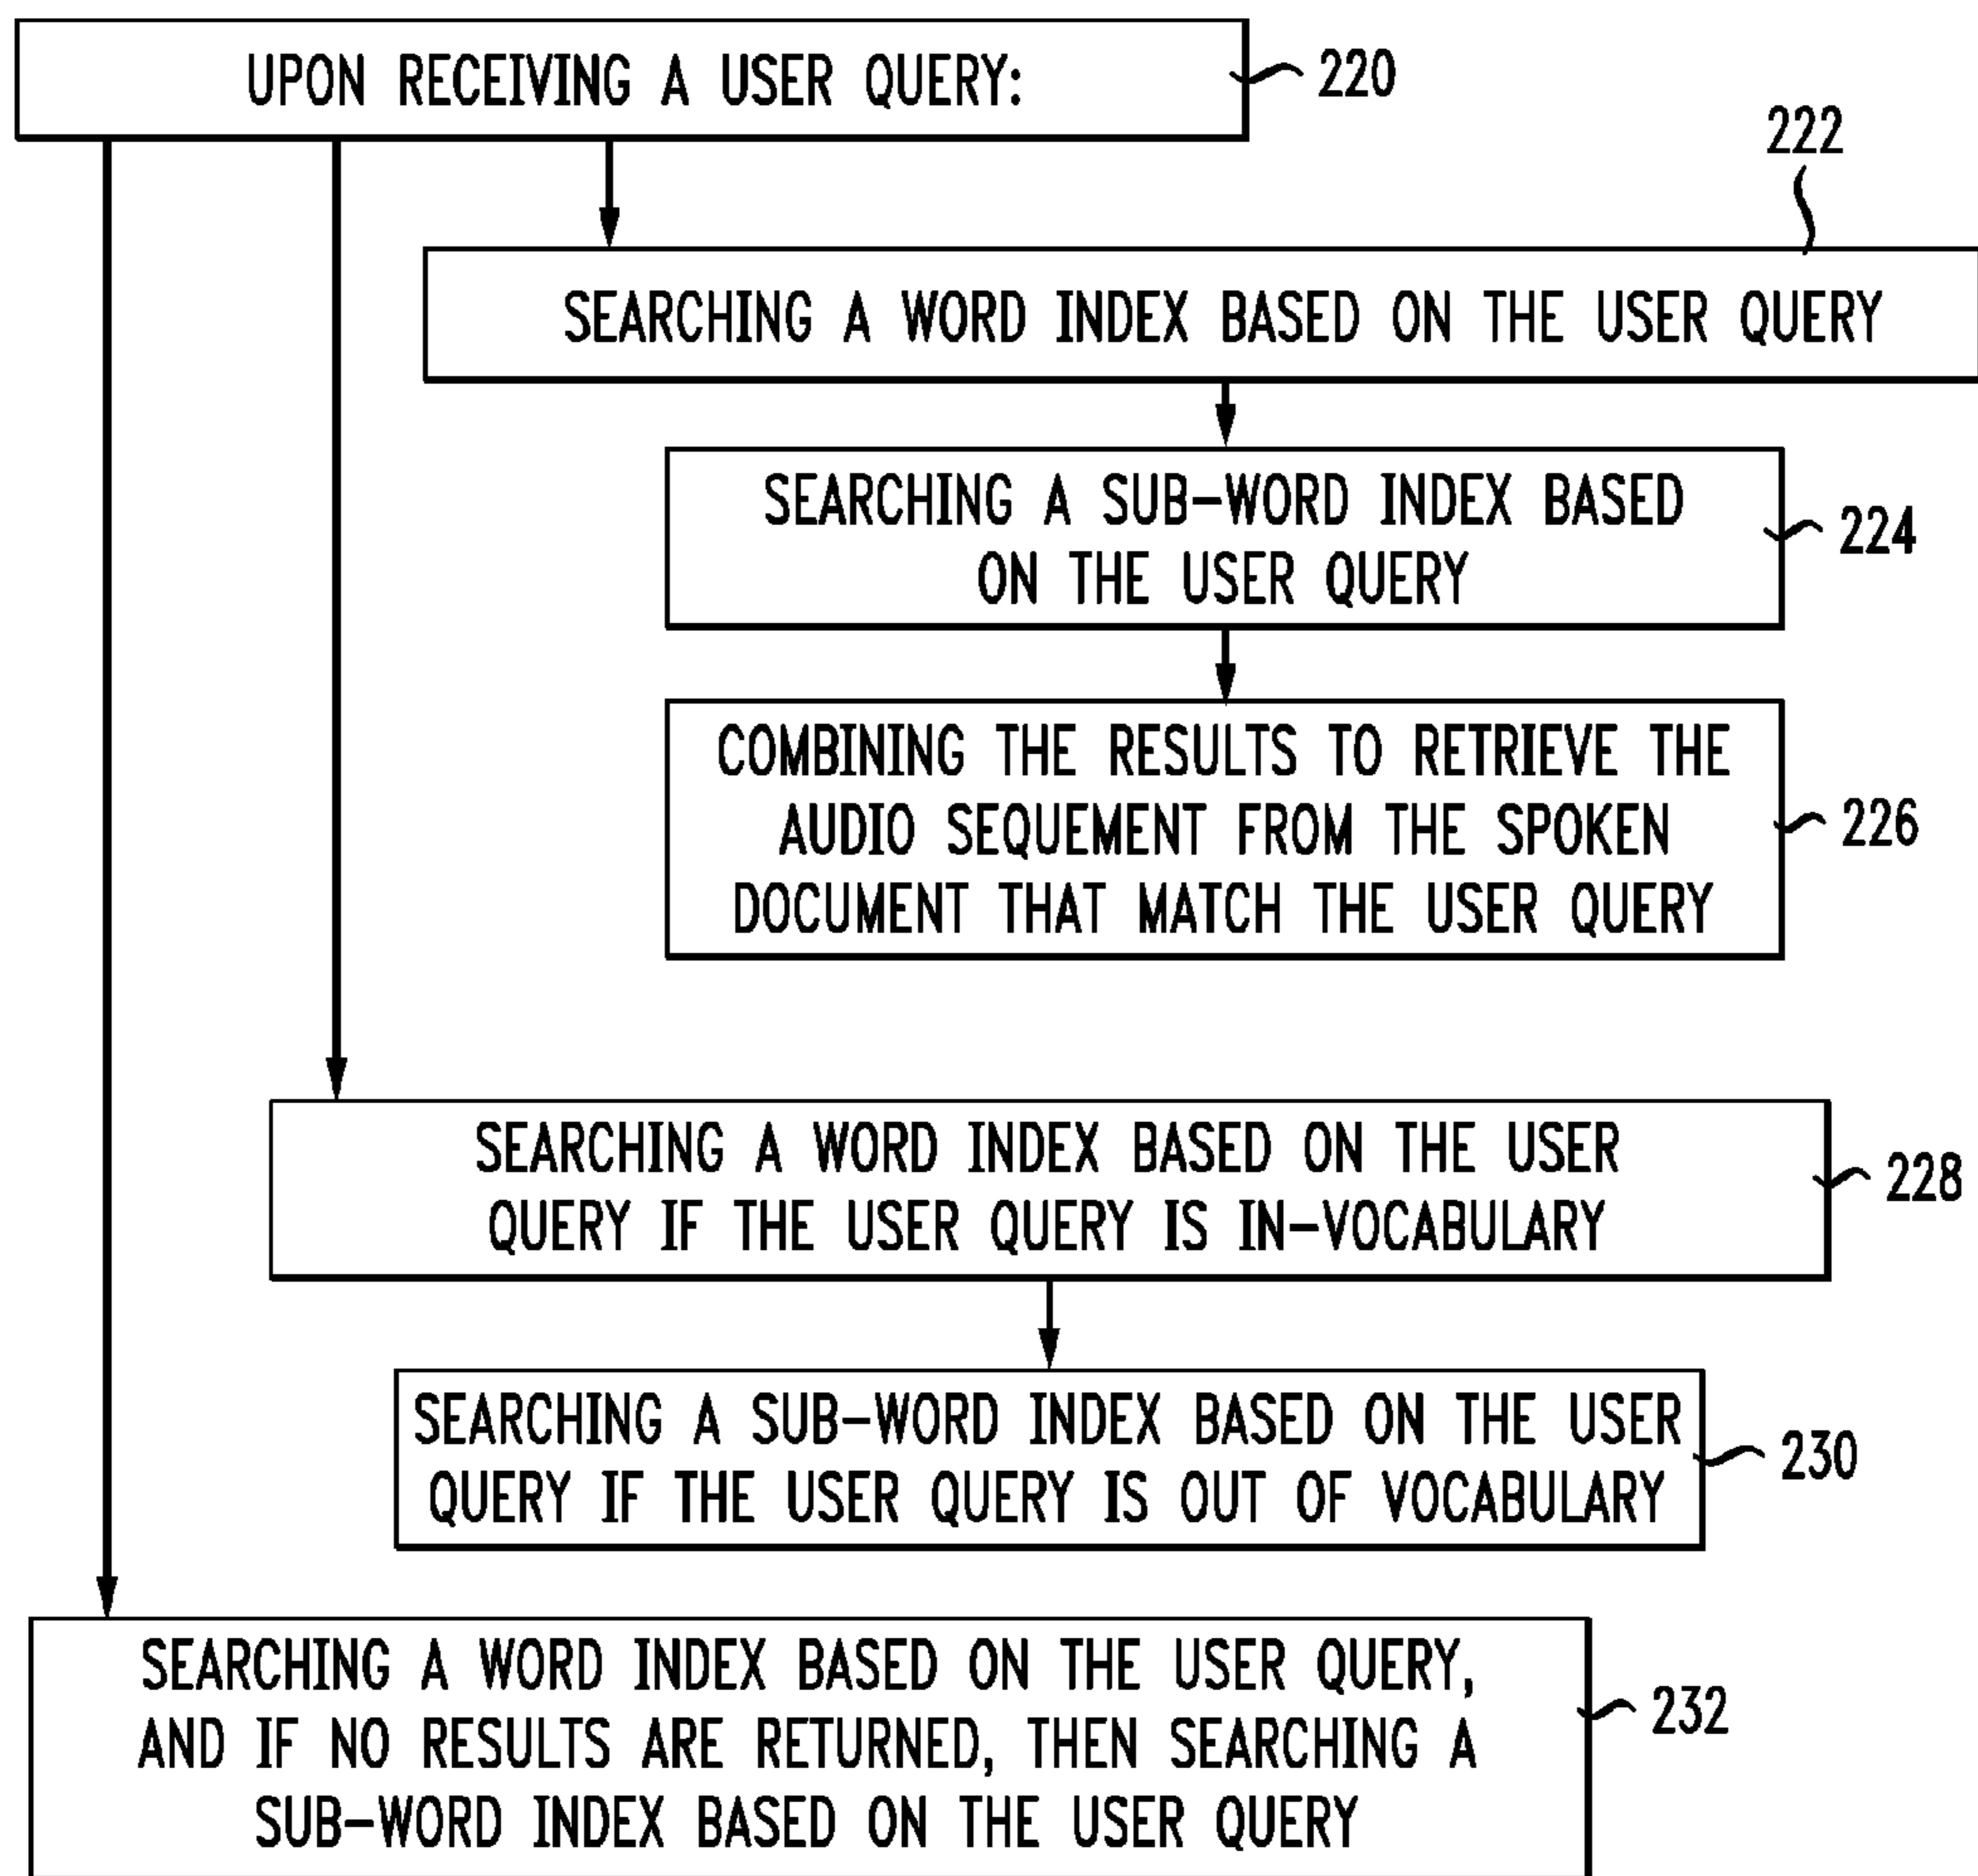 UPON RECEIVING A USER QUERY:
220
222
SEARCHING A WORD INDEX BASED ON THE USER QUERY
SEARCHING A SUB-WORD INDEX BASED
ON THE USER QUERY
224
COMBINING THE RESULTS TO RETRIEVE THE
AUDIO SEQUEMENT FROM THE SPOKEN
DOCUMENT THAT MATCH THE USER QUERY
226
SEARCHING A WORD INDEX BASED ON THE USER
QUERY IF THE USER QUERY IS IN-VOCABULARY
228
SEARCHING A SUB-WORD INDEX BASED ON THE USER
QUERY IF THE USER QUERY IS OUT OF VOCABULARY
230
SEARCHING A WORD INDEX BASED ON THE USER QUERY,
AND IF NO RESULTS ARE RETURNED, THEN SEARCHING A
SUB-WORD INDEX BASED ON THE USER QUERY
232